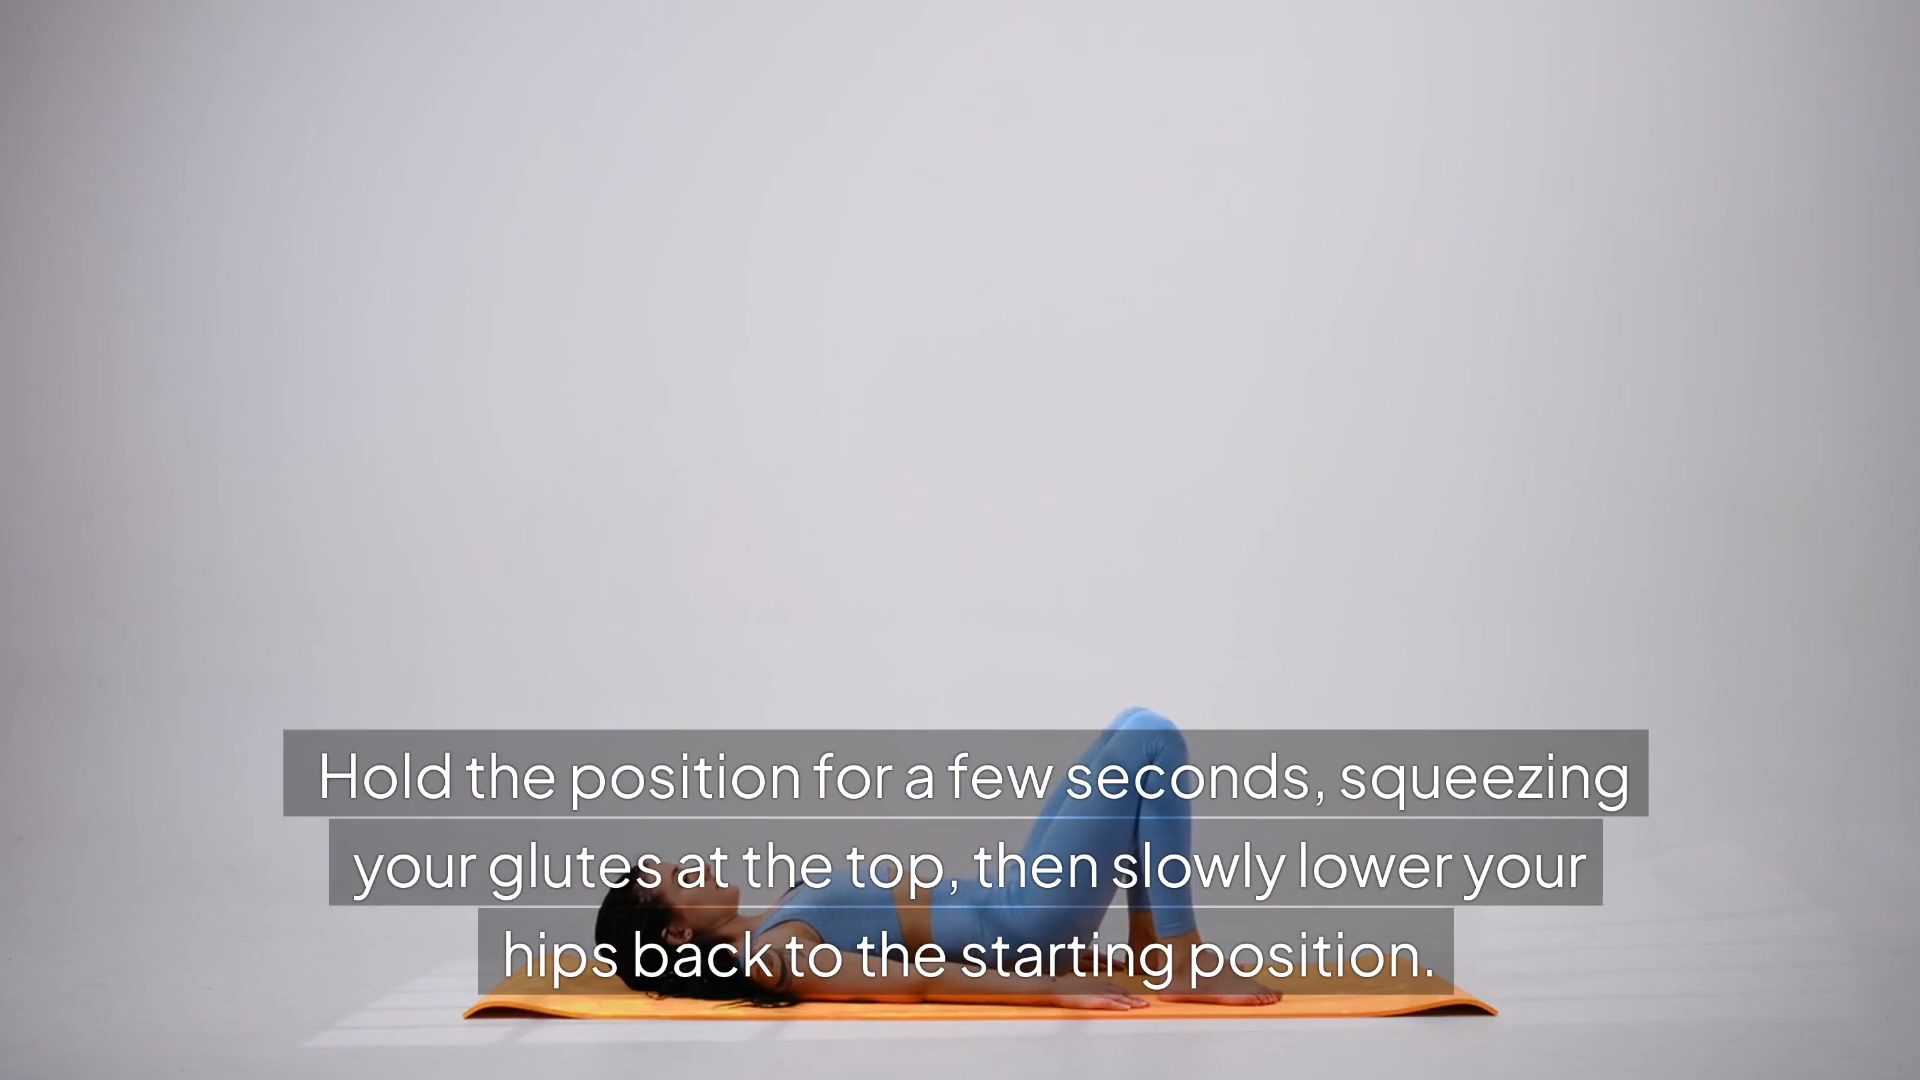 Hold the position for a few seconds, squeezing
your glutes at the top, then slowly lower your
hips back to the starting position.